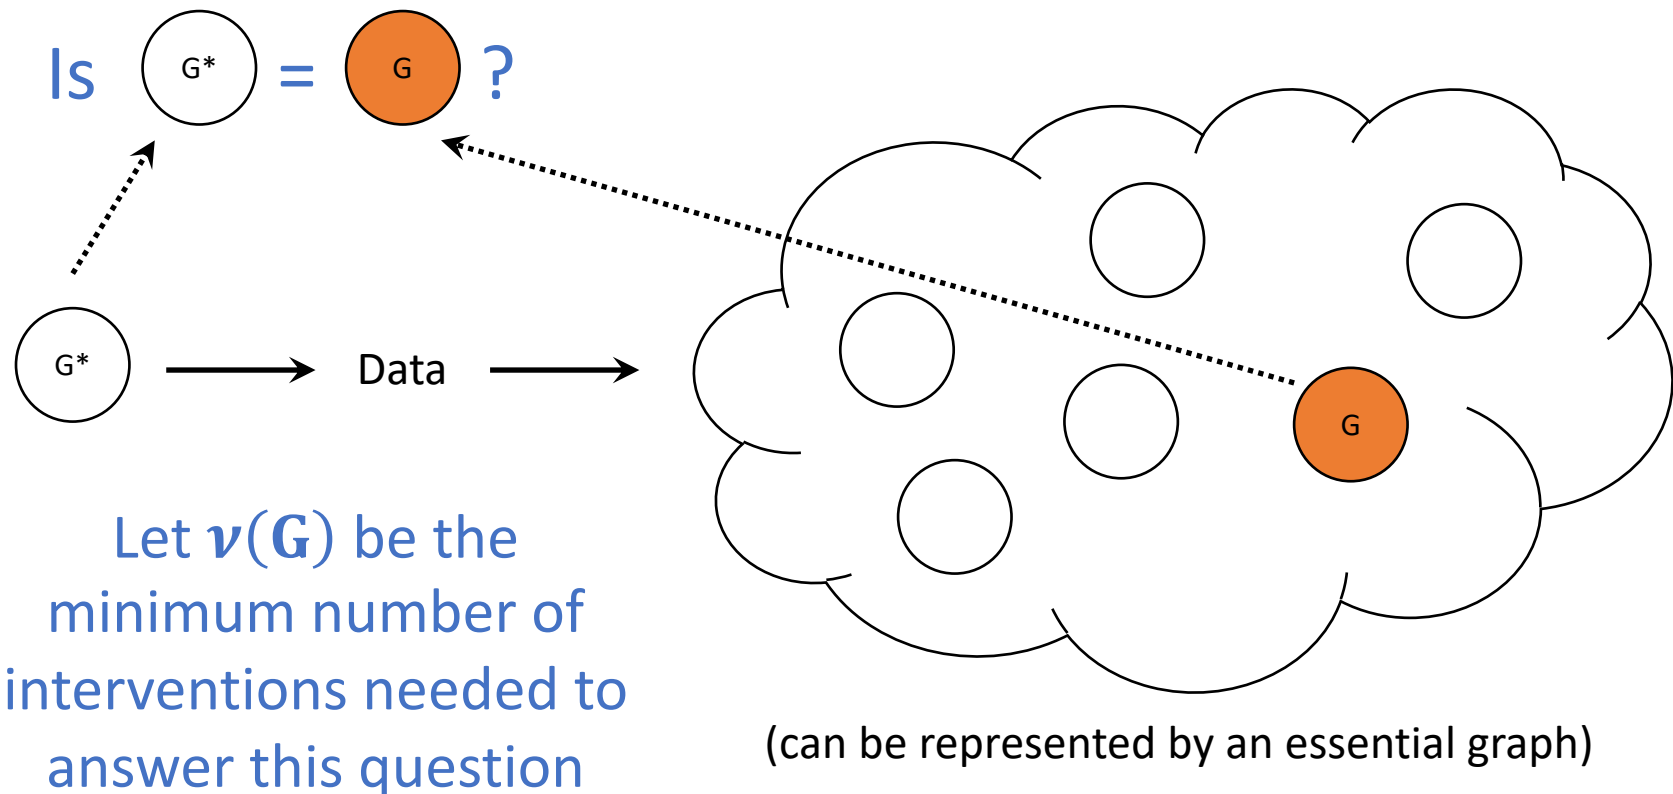 Is G* = G ?
G* Data
G
Let ν(G) be the
minimum number of
interventions needed to
answer this question
(can be represented by an essential graph)